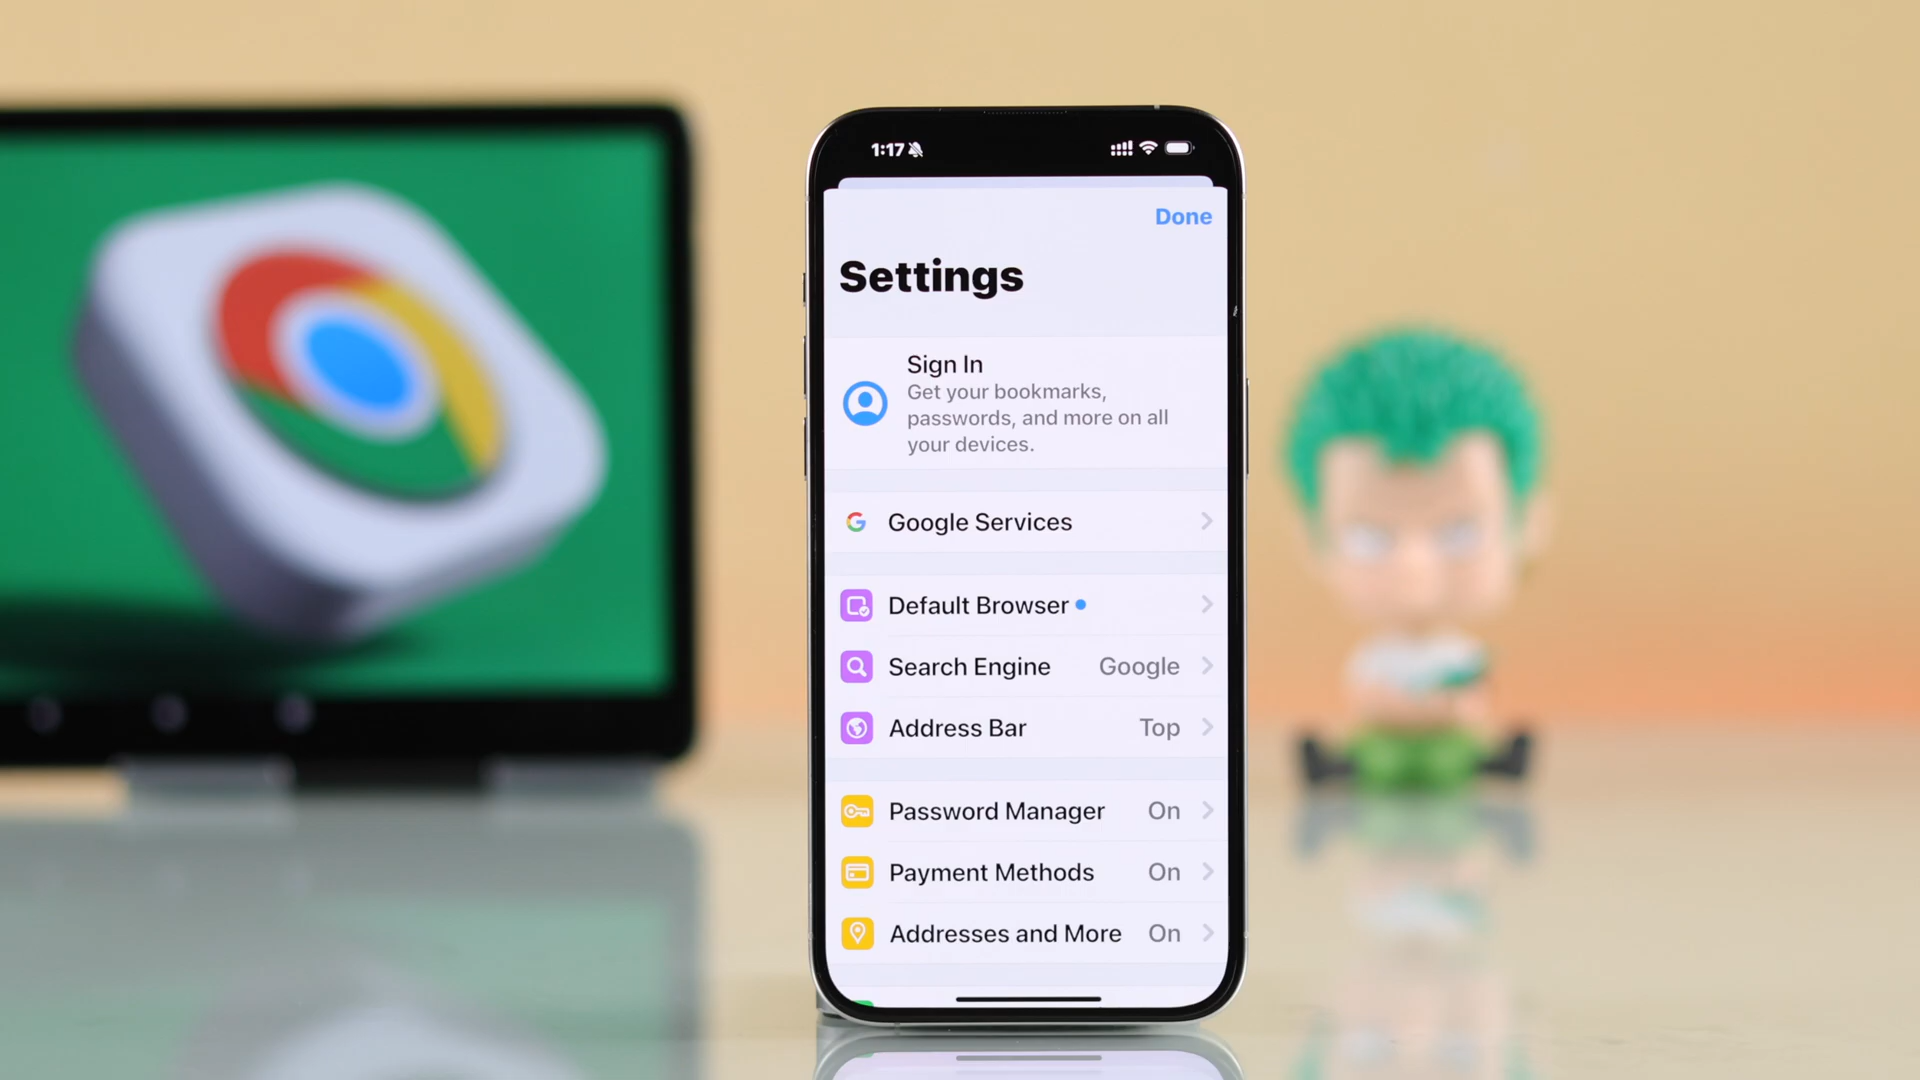 1:17
Done
Settings
Sign In
Get your bookmarks,
passwords, and more on all
your devices.
Google Services
Default Browser
Search Engine Google
Address Bar Top
Password Manager On
Payment Methods On
Addresses and More On